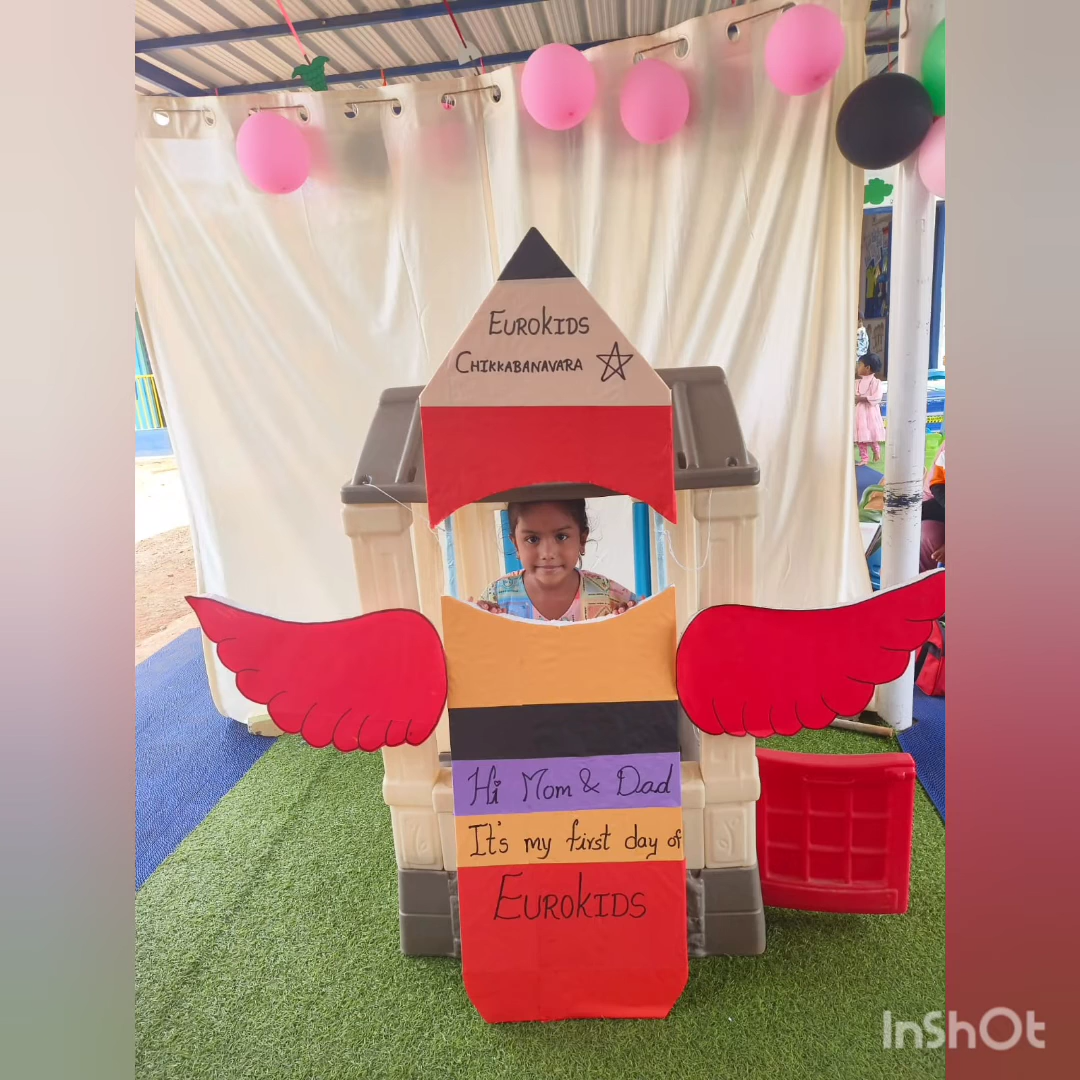 EUROKIDS
CHIKKABANAVARA
Hi Mom & Dad
It's my first day of
EUROKIDS
InShOt